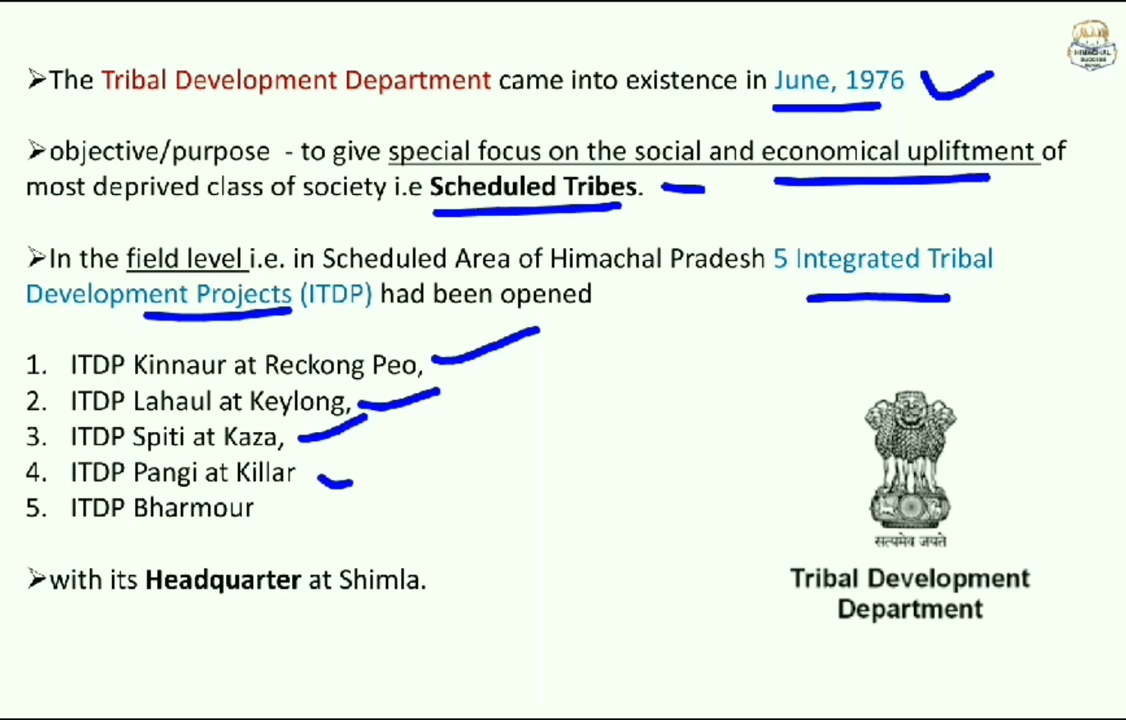 ➤The Tribal Development Department came into existence in June, 1976
➤objective/purpose - to give special focus on the social and economical upliftment of
most deprived class of society i.e Scheduled Tribes.
➤In the field level i.e. in Scheduled Area of Himachal Pradesh 5 Integrated Tribal
Development Projects (ITDP) had been opened
1. ITDP Kinnaur at Reckong Peo,
2. ITDP Lahaul at Keylong,
3. ITDP Spiti at Kaza,
4. ITDP Pangi at Killar
5. ITDP Bharmour
➤with its Headquarter at Shimla.
सत्यमेव जयते
Tribal Development
Department
HIMACHAL
SUCCESS